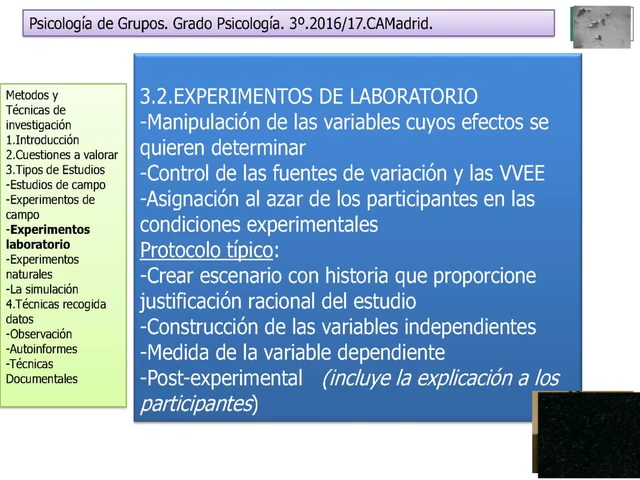 Psicología de Grupos. Grado Psicología. 3º.2016/17.CAMadrid.
Metodos y
Técnicas de
investigación
1.Introducción
2.Cuestiones a valorar
3.Tipos de Estudios
-Estudios de campo
-Experimentos de
campo
-Experimentos
laboratorio
-Experimentos
naturales
-La simulación
4.Técnicas recogida
datos
-Observación
-Autoinformes
-Técnicas
Documentales
3.2.EXPERIMENTOS DE LABORATORIO
-Manipulación de las variables cuyos efectos se
quieren determinar
-Control de las fuentes de variación y las VVEE
-Asignación al azar de los participantes en las
condiciones experimentales
Protocolo típico:
-Crear escenario con historia que proporcione
justificación racional del estudio
-Construcción de las variables independientes
-Medida de la variable dependiente
-Post-experimental (incluye la explicación a los
participantes)